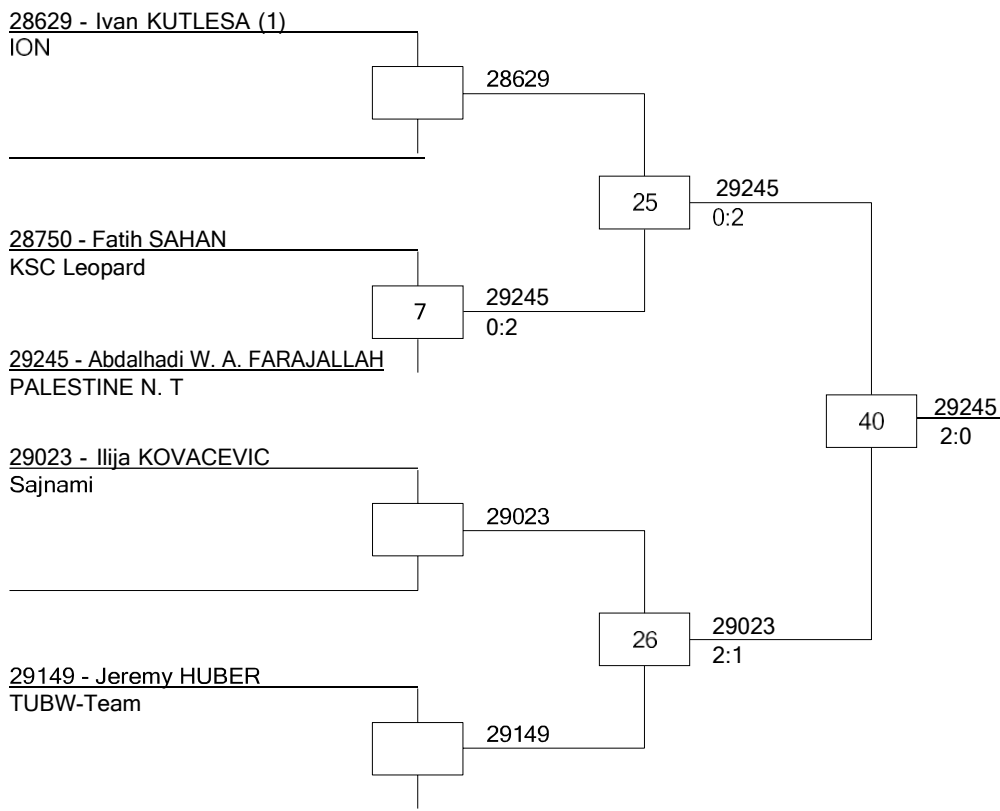 28629 - Ivan KUTLESA (1)
ION
28629
25
29245
0:2
28750 - Fatih SAHAN
KSC Leopard
7
29245
0:2
29245 - Abdalhadi W. A. FARAJALLAH
PALESTINE N. T
40
29245
2:0
29023 - Ilija KOVACEVIC
Sajnami
29023
26
29023
2:1
29149 - Jeremy HUBER
TUBW-Team
29149